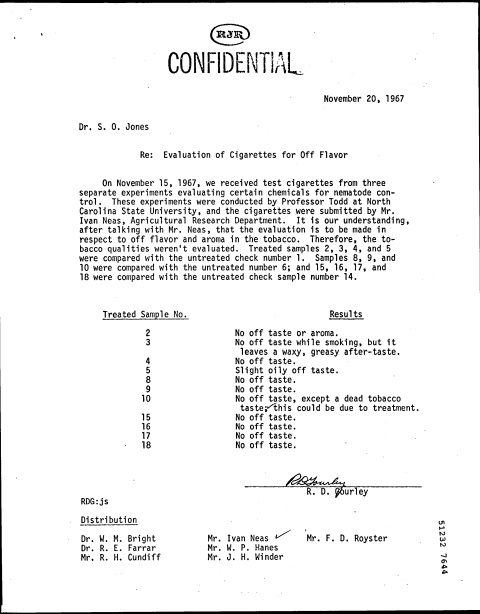 RJR
CONFIDENTIAL
November 20, 1967
Dr. S. O. Jones
Re: Evaluation of Cigarettes for Off Flavor
On November 15, 1967, we received test cigarettes from three
separate experiments evaluating certain chemicals for nematode con-
trol. These experiments were conducted by Professor Todd at North
Carolina State University, and the cigarettes were submitted by Mr.
Ivan Neas, Agricultural Research Department. It is our understanding,
after talking with Mr. Neas, that the evaluation is to be made in
respect to off flavor and aroma in the tobacco. Therefore, the to-
bacco qualities weren't evaluated. Treated samples 2, 3, 4, and 5
were compared with the untreated check number 1. Samples 8, 9, and
10 were compared with the untreated number 6; and 15, 16, 17, and
18 were compared with the untreated check sample number 14.
Treated Sample No. Results
2 No off taste or aroma.
3 No off taste while smoking, but it
leaves a waxy, greasy after-taste.
4 No off taste.
5 Slight oily off taste.
8 No off taste.
9 No off taste.
10 No off taste, except a dead tobacco
taste; this could be due to treatment.
15 No off taste.
16 No off taste.
17 No off taste.
18 No off taste.
RDGourley
R. D. Gourley
RDG:js
Distribution
Dr. W. M. Bright Mr. Ivan Neas Mr. F. D. Royster
Dr. R. E. Farrar Mr. W. P. Hanes
Mr. R. H. Cundiff Mr. J. H. Winder
51232 7644